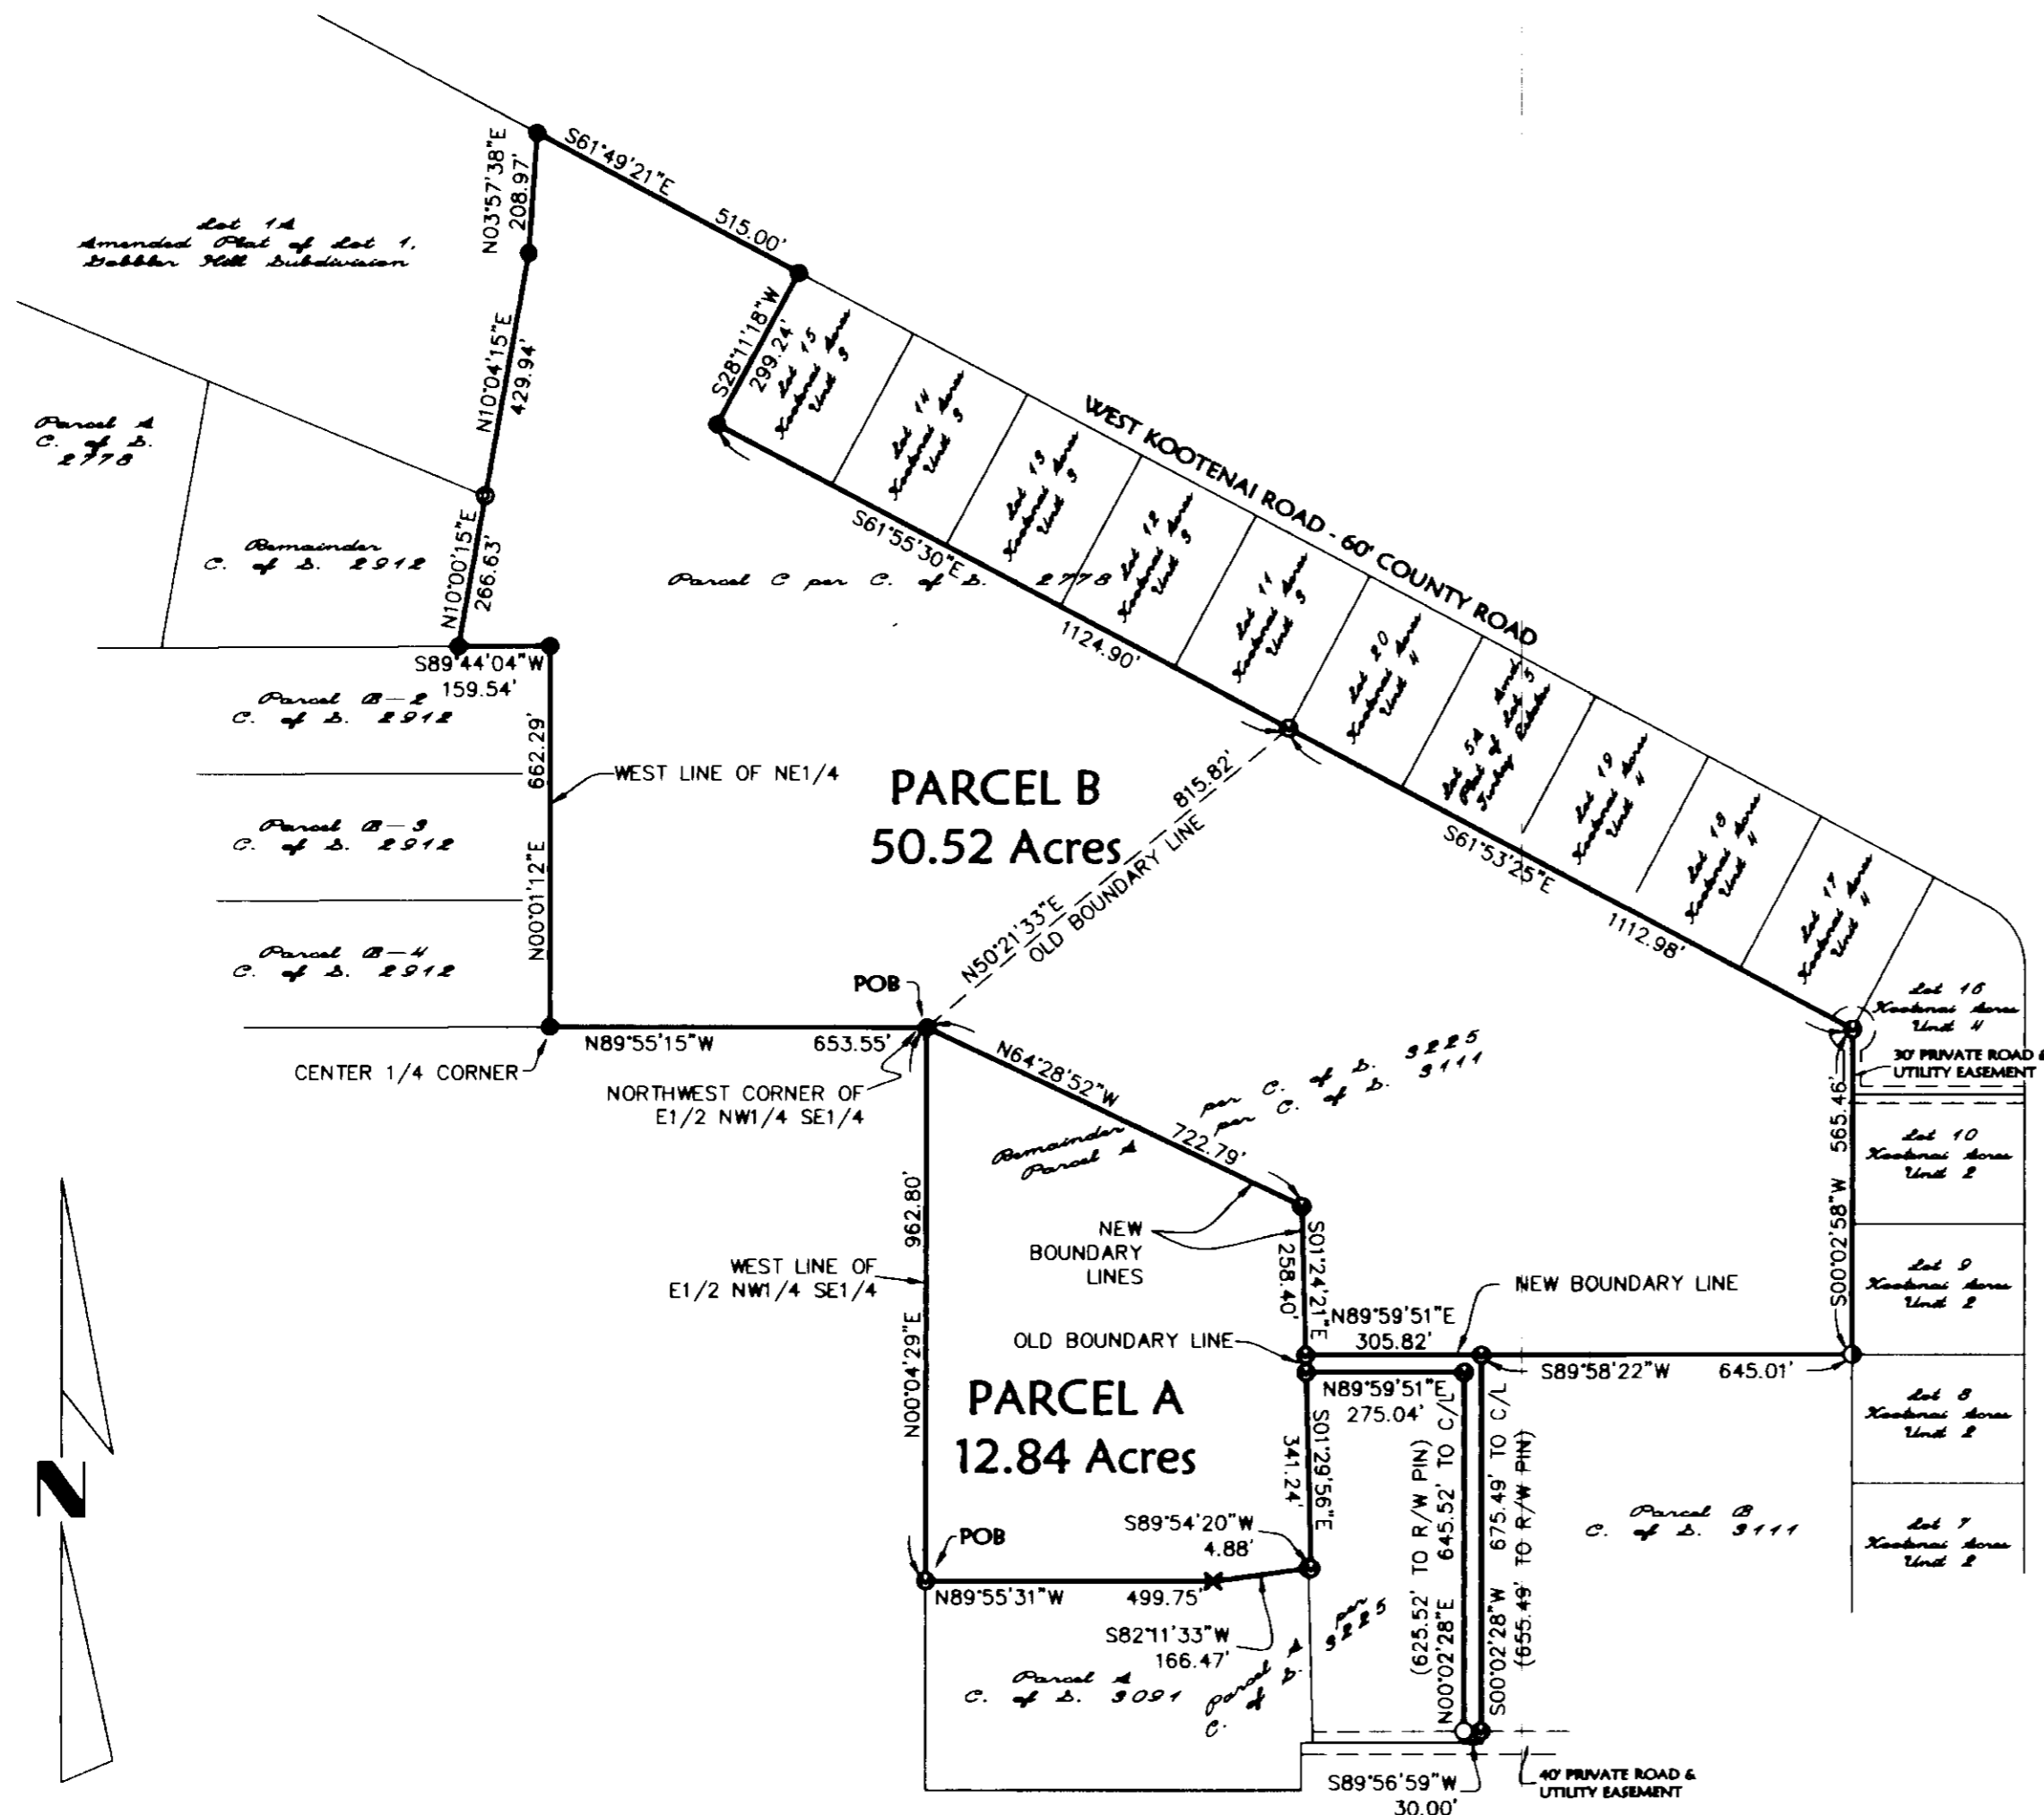 N03°57'38"E
208.97'
S61°49'21"E
515.00'
Lot 1A
Amended Plat of Lot 1,
Gobbler Hill Subdivision
N10°04'15"E
429.94'
S28°11'18"W
299.24'
Lot 15
Kootenai Acres
Unit 3
Lot 14
Kootenai Acres
Unit 3
Lot 13
Kootenai Acres
Unit 3
Lot 12
Kootenai Acres
Unit 3
Lot 11
Kootenai Acres
Unit 3
Lot 20
Kootenai Acres
Unit 4
Lot 5A Amd.
Plat of Lot 5
Lot 19
Kootenai Acres
Unit 4
Lot 18
Kootenai Acres
Unit 4
Lot 17
Kootenai Acres
Unit 4
WEST KOOTENAI ROAD - 60' COUNTY ROAD
Parcel A
C. of S.
2778
Remainder
C. of S. 2912
N10°00'15"E
266.63'
Parcel C per C. of S. 2778
S61°55'30"E
1124.90'
S89°44'04"W
159.54'
Parcel B-2
C. of S. 2912
662.29'
N00°01'12"E
WEST LINE OF NE1/4
Parcel B-3
C. of S. 2912
Parcel B-4
C. of S. 2912
PARCEL B
50.52 Acres
815.82'
N50°21'33"E
OLD BOUNDARY LINE
S61°53'25"E
1112.98'
POB
N89°55'15"W 653.55'
CENTER 1/4 CORNER
NORTHWEST CORNER OF
E1/2 NW1/4 SE1/4
N64°28'52"W
722.79'
Remainder per C. of S. 3225
Parcel A per C. of S. 3111
Lot 16
Kootenai Acres
Unit 4
30' PRIVATE ROAD &
UTILITY EASEMENT
S00°02'58"W 565.46'
Lot 10
Kootenai Acres
Unit 2
Lot 9
Kootenai Acres
Unit 2
Lot 8
Kootenai Acres
Unit 2
Lot 7
Kootenai Acres
Unit 2
962.80'
N00°04'29"E
WEST LINE OF
E1/2 NW1/4 SE1/4
NEW
BOUNDARY
LINES
S01°24'21"E
258.40'
NEW BOUNDARY LINE
N89°59'51"E
305.82'
OLD BOUNDARY LINE
S89°58'22"W 645.01'
N89°59'51"E
275.04'
PARCEL A
12.84 Acres
S01°29'56"E
341.24'
(625.52' TO R/W PIN)
N00°02'28"E 645.52' TO C/L
S00°02'28"W 675.49' TO C/L
(655.49' TO R/W PIN)
Parcel B
C. of S. 3111
N
POB
S89°54'20"W
4.88'
N89°55'31"W 499.75'
S82°11'33"W
166.47'
Parcel A
C. of S. 3091
Parcel A per
C. of S. 3225
S89°56'59"W
30.00'
40' PRIVATE ROAD &
UTILITY EASEMENT